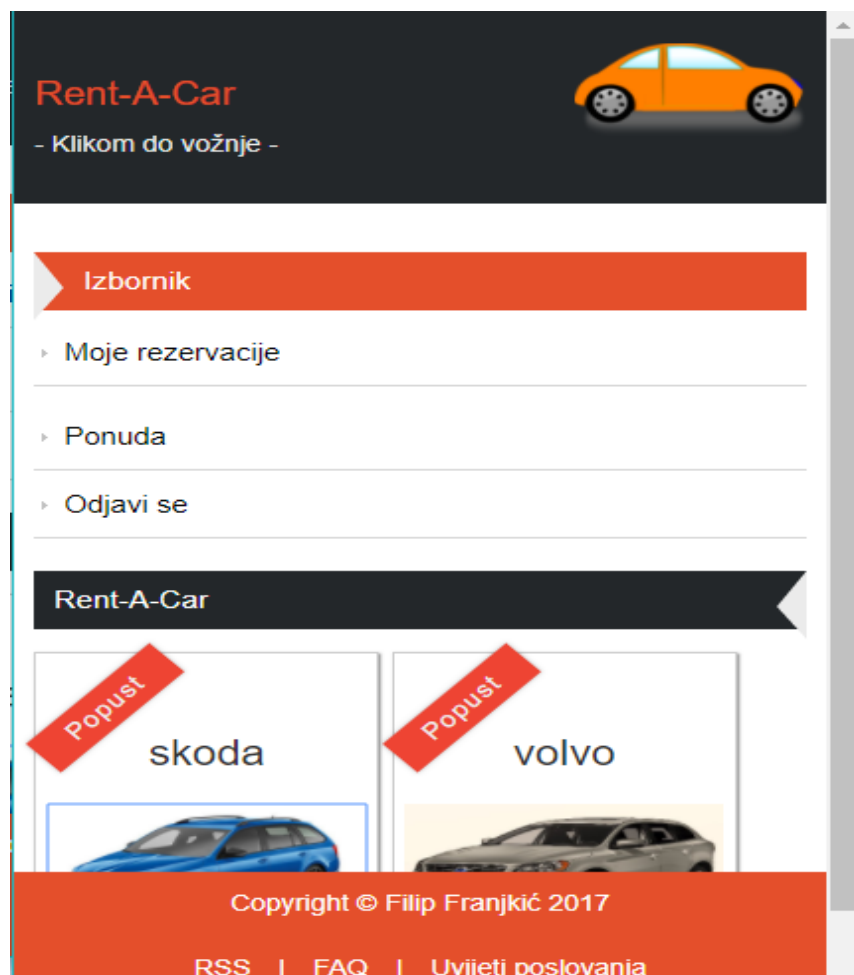 Rent-A-Car
- Klikom do vožnje -
Izbornik
Moje rezervacije
Ponuda
Odjavi se
Rent-A-Car
Popust
skoda
Popust
volvo
Copyright © Filip Franjkić 2017
RSS | FAQ | Uvijeti poslovanja